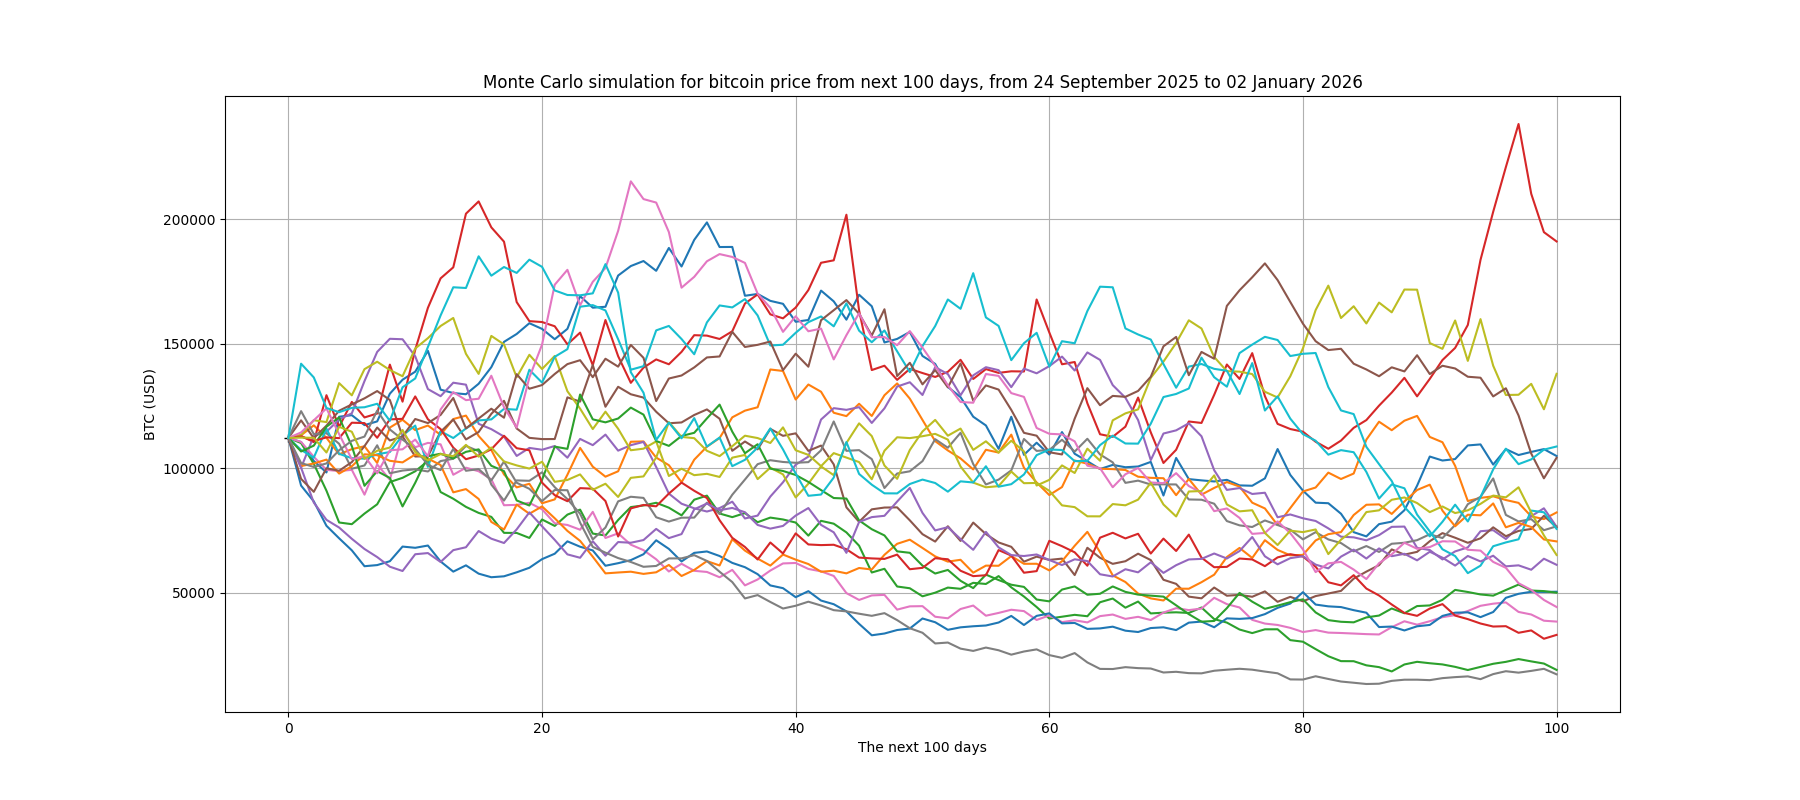 Monte Carlo simulation for bitcoin price from next 100 days, from 24 September 2025 to 02 January 2026
BTC (USD)
200000
150000
100000
50000
0 20 40 60 80 100
The next 100 days